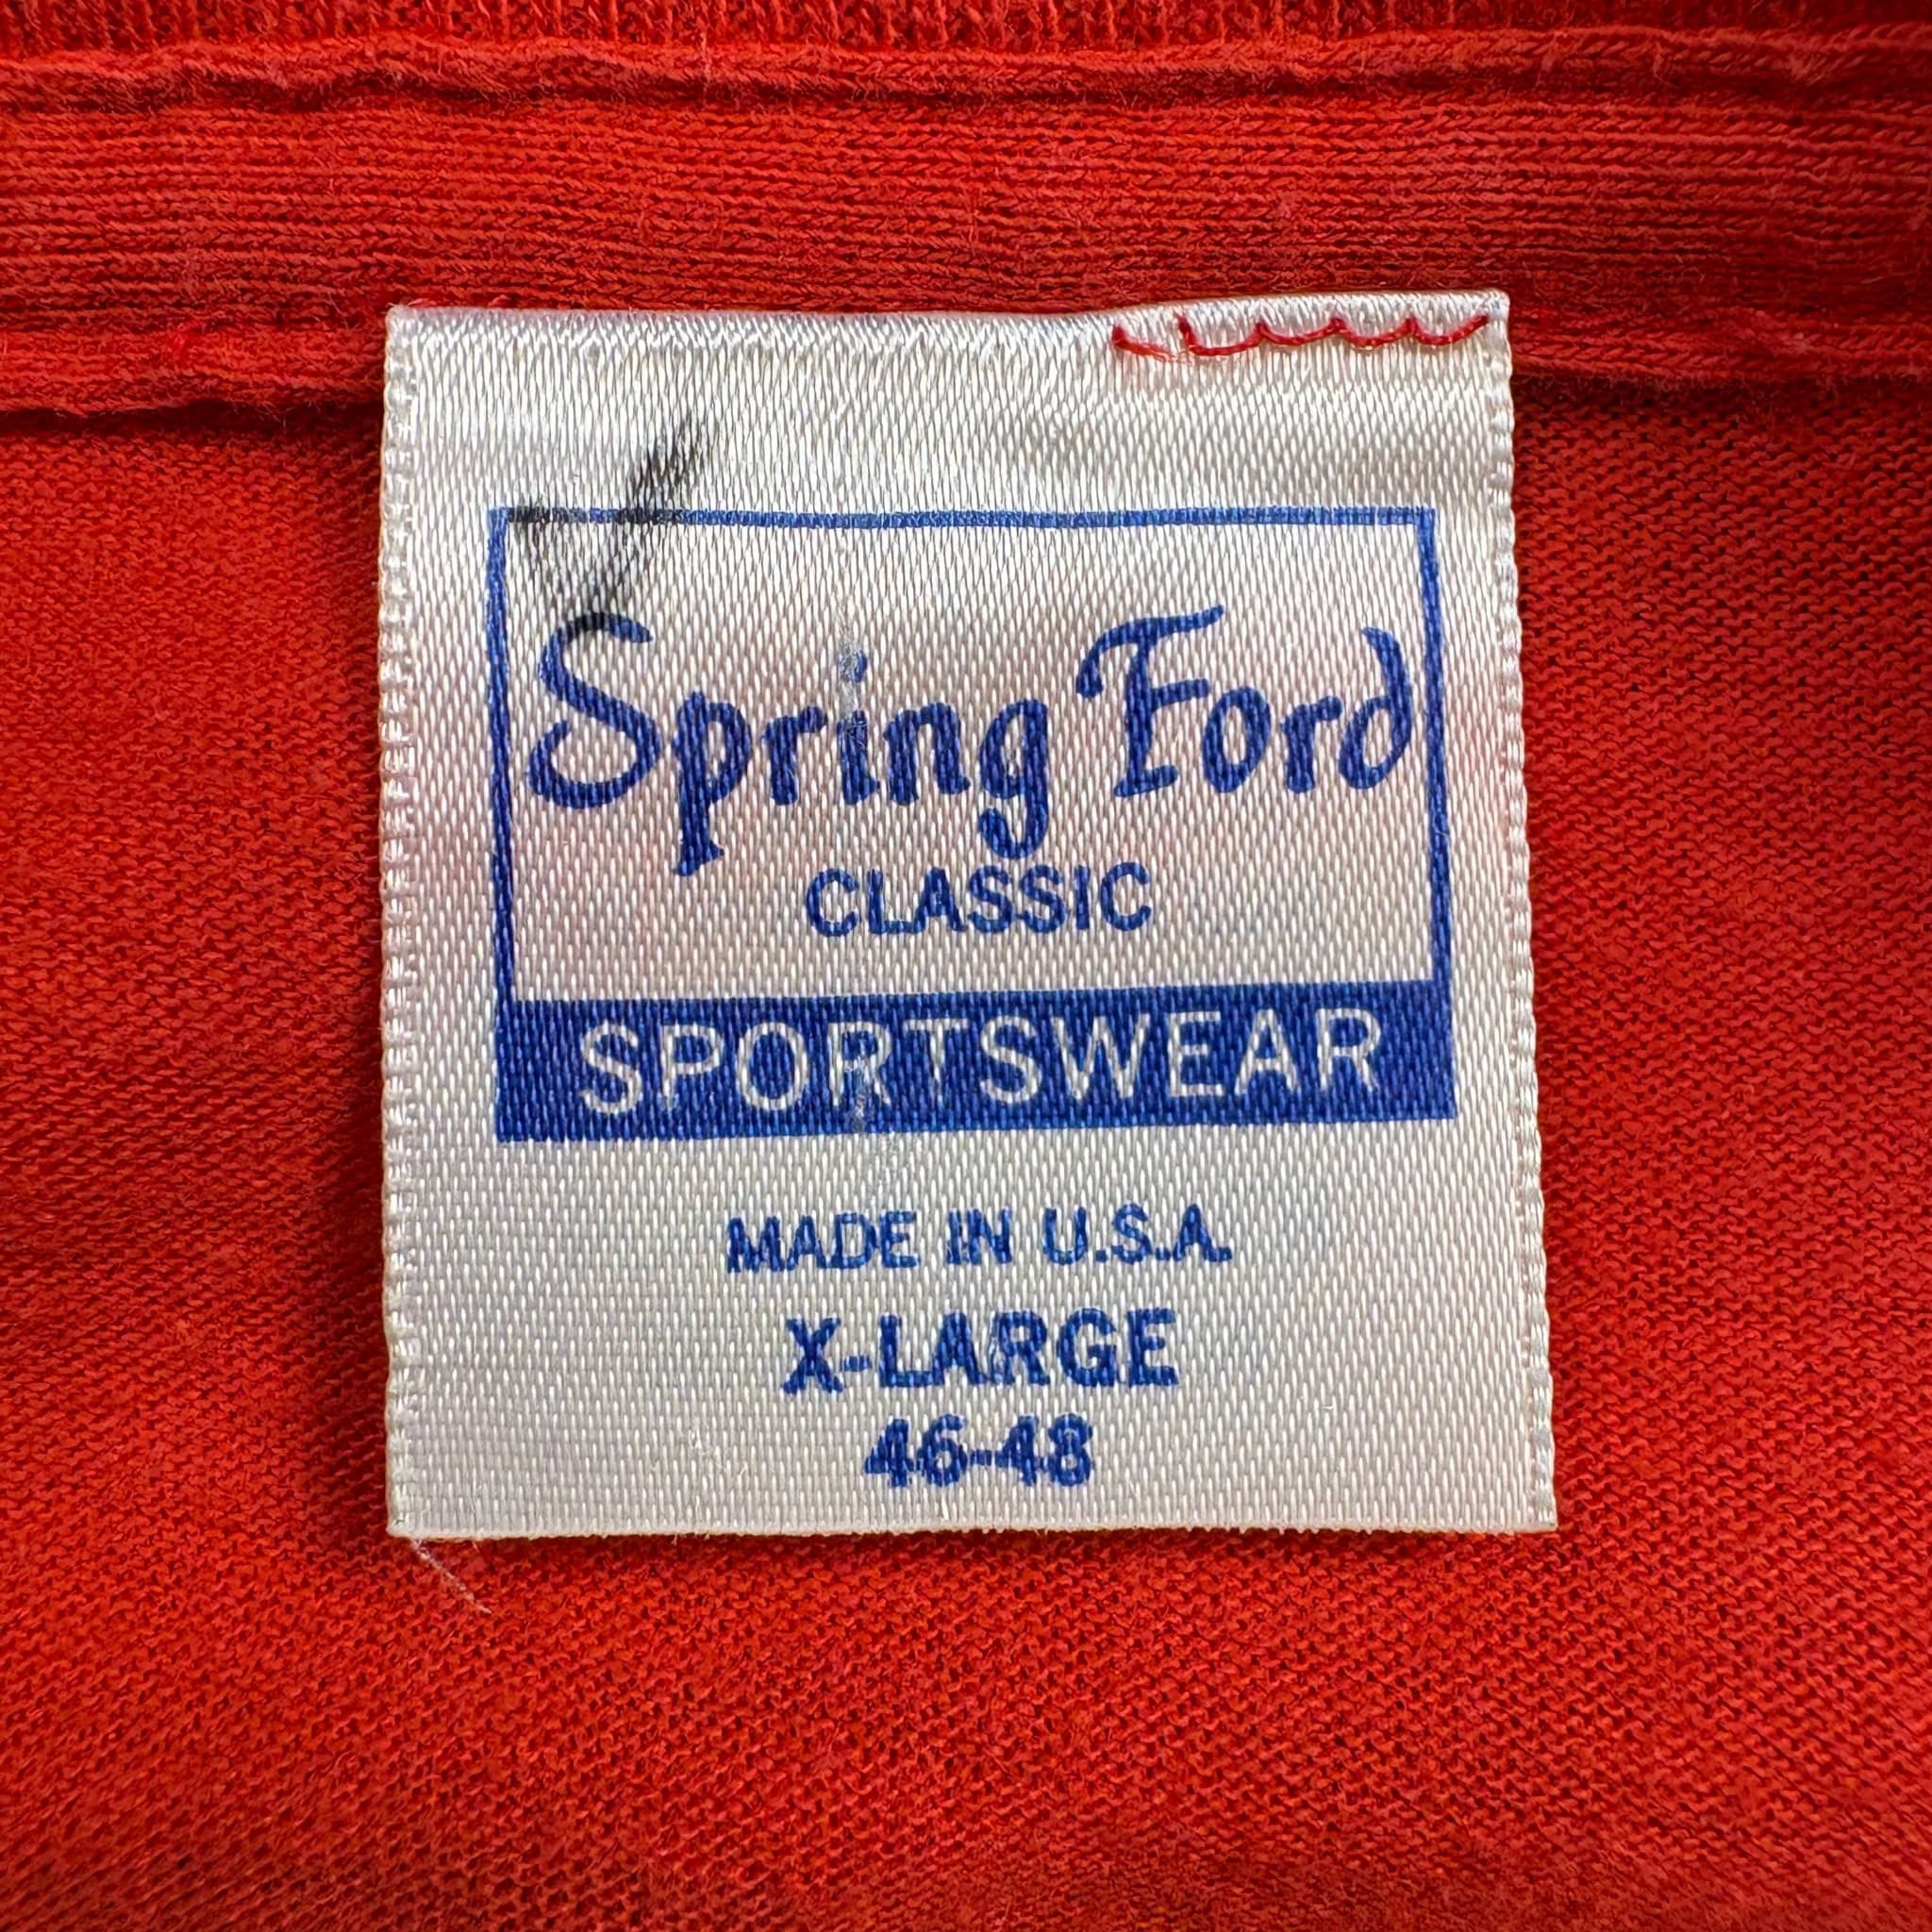 Spring Ford
CLASSIC
SPORTSWEAR
MADE IN U.S.A.
X-LARGE
46-48